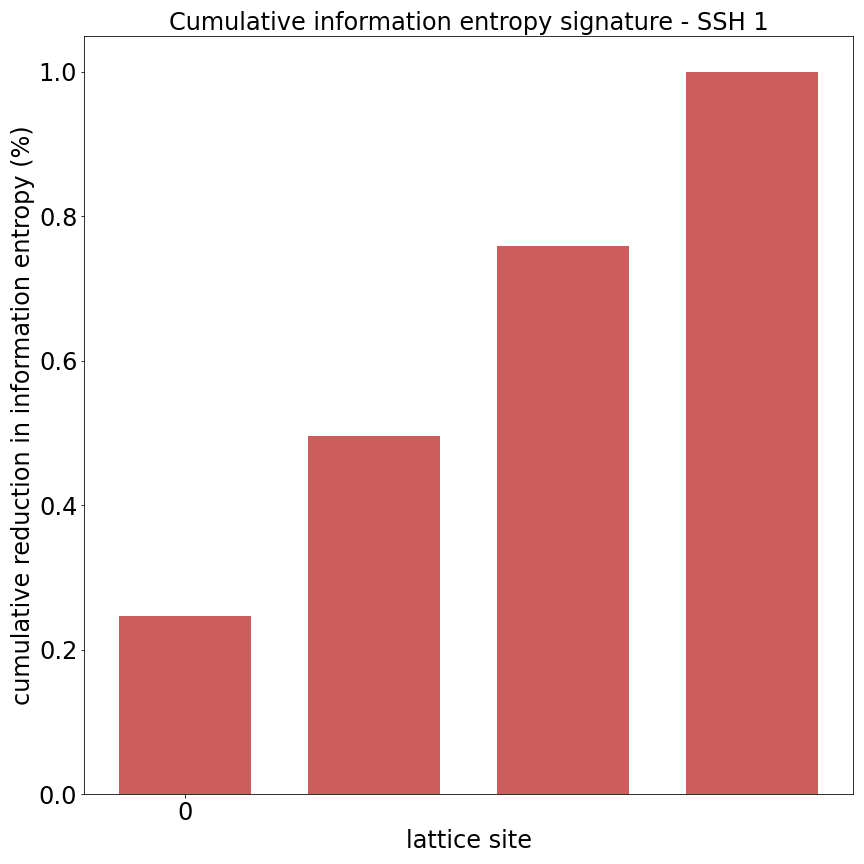 Cumulative information entropy signature - SSH 1
cumulative reduction in information entropy (%)
1.0
0.8
0.6
0.4
0.2
0.0
0
lattice site